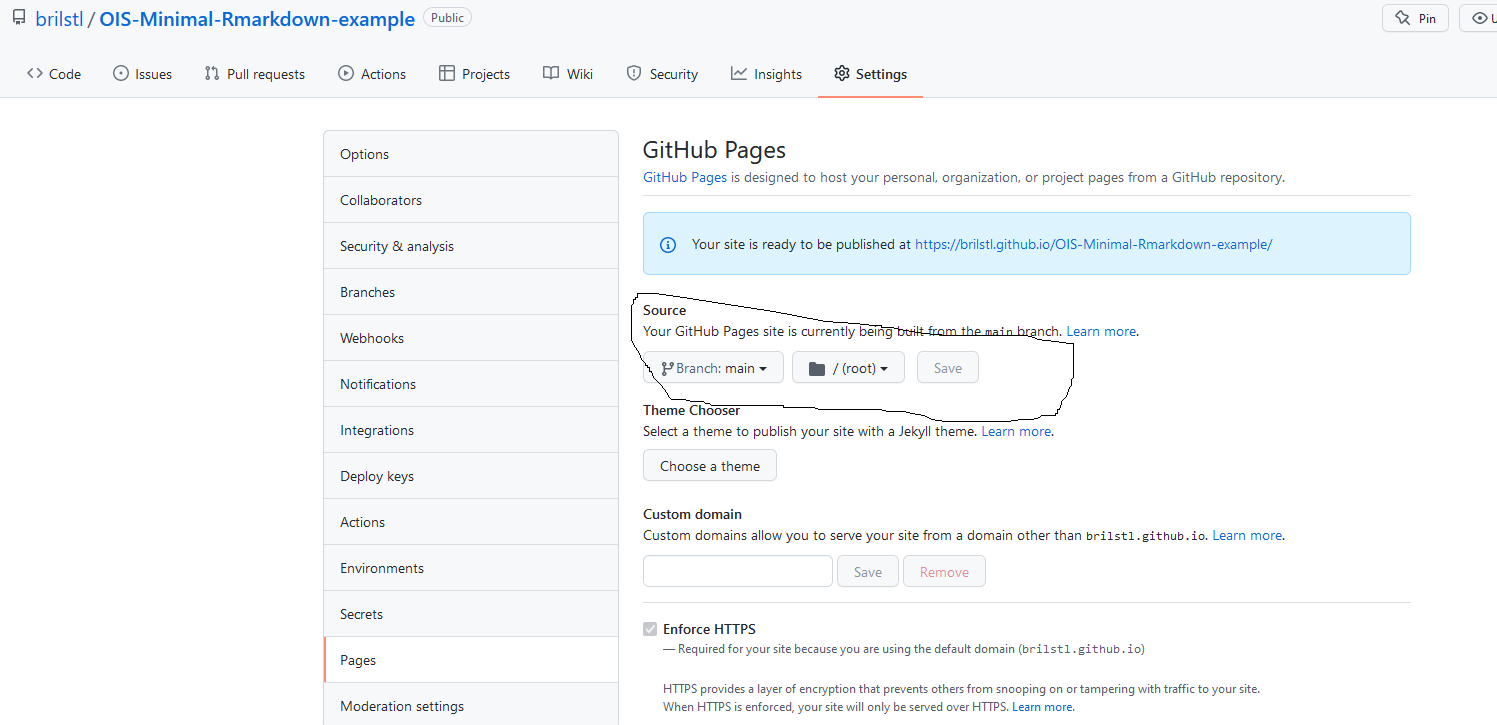 brilstl / OIS-Minimal-Rmarkdown-example Public
Pin
Code Issues Pull requests Actions Projects Wiki Security Insights Settings
Options
Collaborators
Security & analysis
Branches
Webhooks
Notifications
Integrations
Deploy keys
Actions
Environments
Secrets
Pages
Moderation settings
GitHub Pages
GitHub Pages is designed to host your personal, organization, or project pages from a GitHub repository.
Your site is ready to be published at https://brilstl.github.io/OIS-Minimal-Rmarkdown-example/
Source
Your GitHub Pages site is currently being built from the main branch. Learn more.
Branch: main / (root) Save
Theme Chooser
Select a theme to publish your site with a Jekyll theme. Learn more.
Choose a theme
Custom domain
Custom domains allow you to serve your site from a domain other than brilstl.github.io. Learn more.
Save Remove
Enforce HTTPS
— Required for your site because you are using the default domain (brilstl.github.io)
HTTPS provides a layer of encryption that prevents others from snooping on or tampering with traffic to your site.
When HTTPS is enforced, your site will only be served over HTTPS. Learn more.